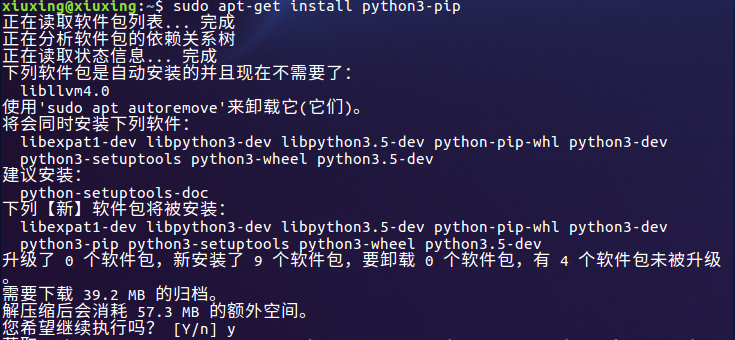 xiuxing@xiuxing:~$ sudo apt-get install python3-pip
正在读取软件包列表... 完成
正在分析软件包的依赖关系树
正在读取状态信息... 完成
下列软件包是自动安装的并且现在不需要了：
  libllvm4.0
使用'sudo apt autoremove'来卸载它(它们)。
将会同时安装下列软件：
  libexpat1-dev libpython3-dev libpython3.5-dev python-pip-whl python3-dev
  python3-setuptools python3-wheel python3.5-dev
建议安装：
  python-setuptools-doc
下列【新】软件包将被安装：
  libexpat1-dev libpython3-dev libpython3.5-dev python-pip-whl python3-dev
  python3-pip python3-setuptools python3-wheel python3.5-dev
升级了 0 个软件包，新安装了 9 个软件包，要卸载 0 个软件包，有 4 个软件包未被升级
。
需要下载 39.2 MB 的归档。
解压缩后会消耗 57.3 MB 的额外空间。
您希望继续执行吗？ [Y/n] y